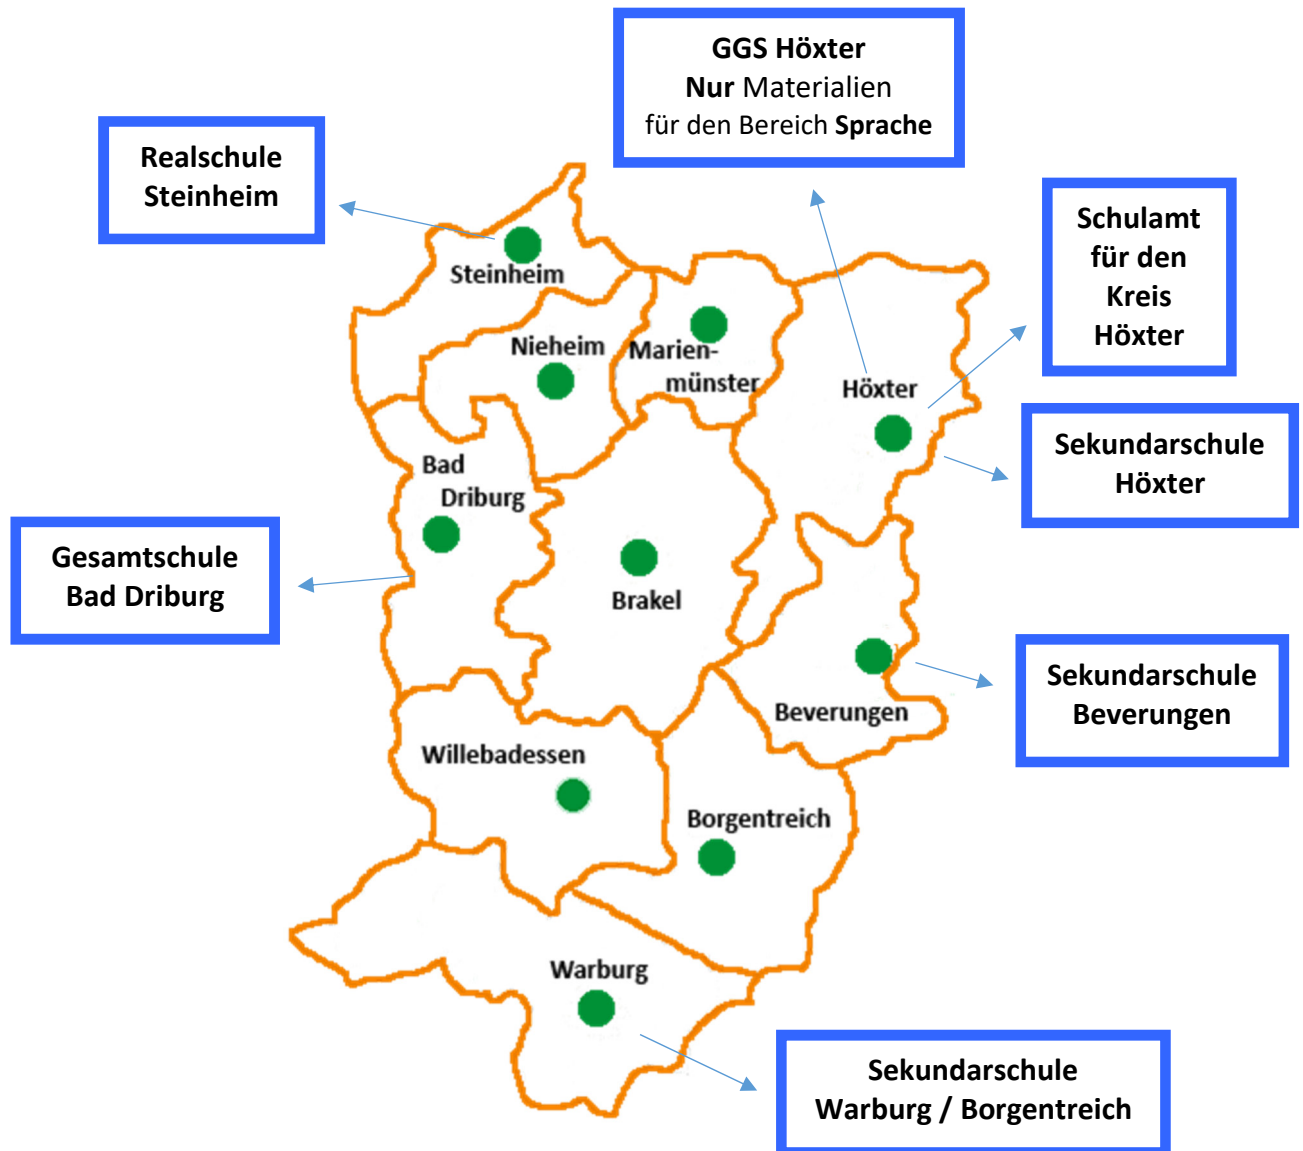 GGS Höxter
Nur Materialien
für den Bereich Sprache
Realschule
Steinheim
Schulamt
für den
Kreis
Höxter
Steinheim
Nieheim
Marien-
münster
Höxter
Sekundarschule
Höxter
Bad
Driburg
Gesamtschule
Bad Driburg
Brakel
Sekundarschule
Beverungen
Beverungen
Willebadessen
Borgentreich
Warburg
Sekundarschule
Warburg / Borgentreich